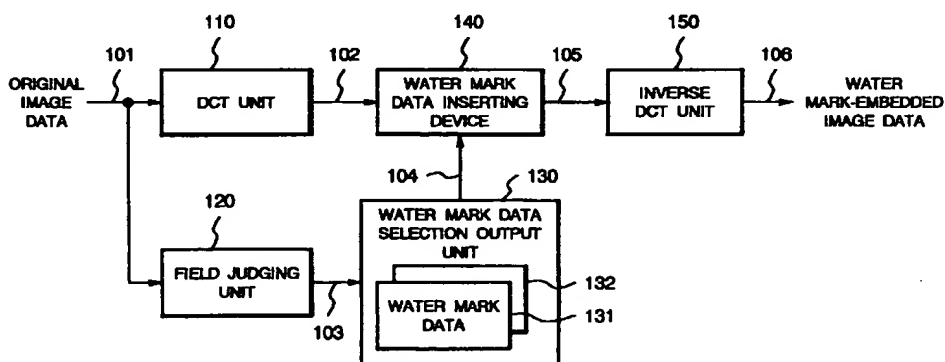 110
140
150
101
102
105
106
ORIGINAL
IMAGE
DATA
DCT UNIT
WATER MARK
DATA INSERTING
DEVICE
INVERSE
DCT UNIT
WATER
MARK-EMBEDDED
IMAGE DATA
104
130
120
WATER MARK DATA
SELECTION OUTPUT
UNIT
FIELD JUDGING
UNIT
103
132
WATER MARK
DATA
131